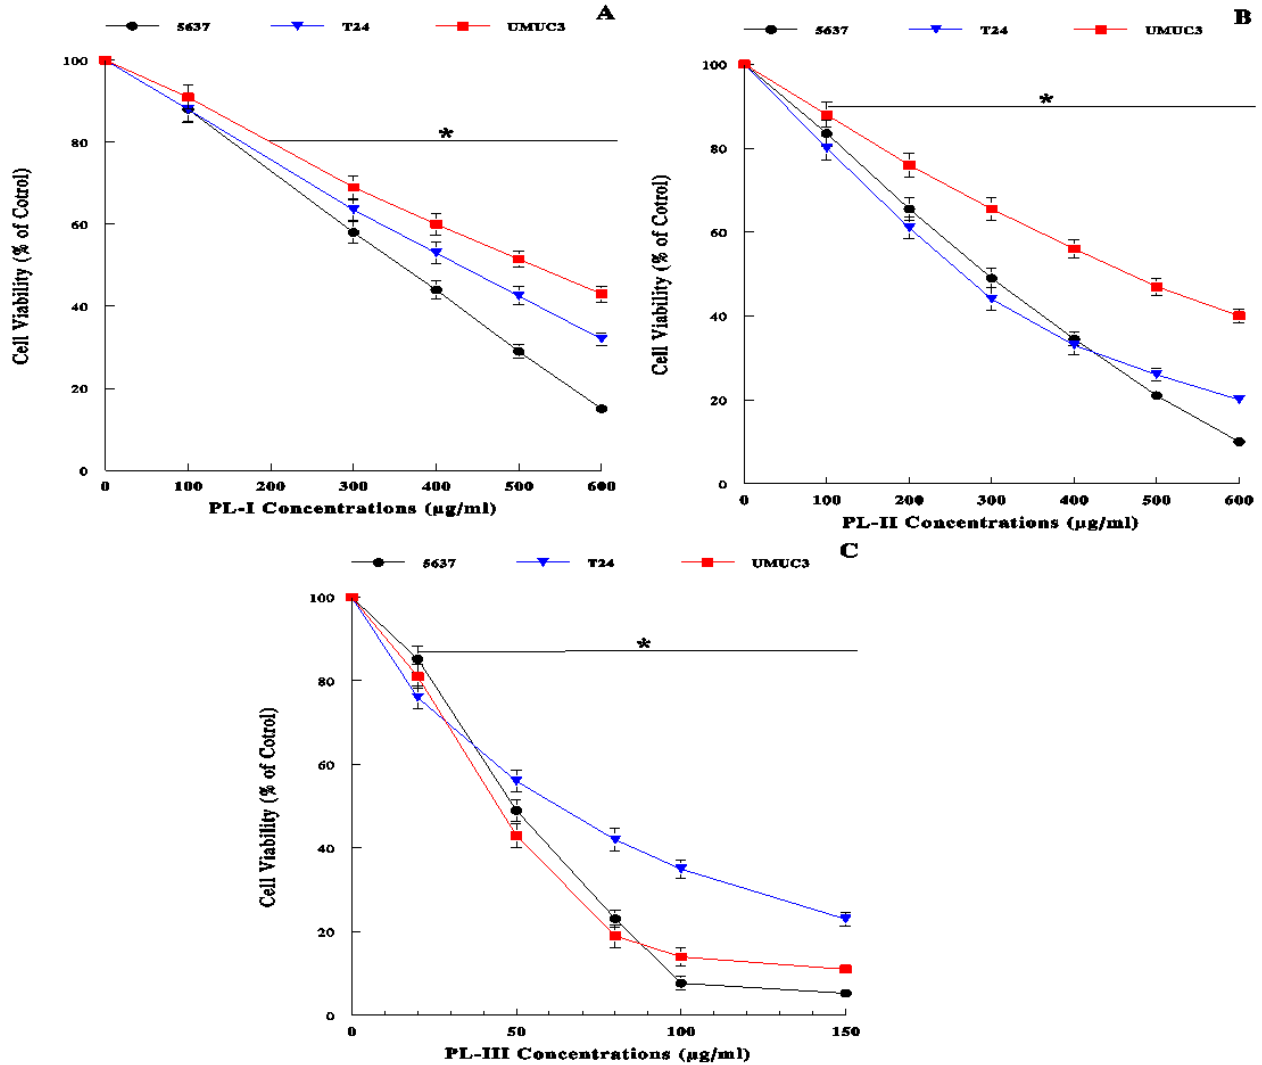 A
5637 T24 UMUC3
100
80
60
40
20
0
*
Cell Viability (% of Cotrol)
0 100 200 300 400 500 600
PL-I Concentrations (µg/ml)
B
5637 T24 UMUC3
100
80
60
40
20
0
*
Cell Viability (% of Cotrol)
0 100 200 300 400 500 600
PL-II Concentrations (µg/ml)
C
5637 T24 UMUC3
100
80
60
40
20
0
*
Cell Viability (% of Cotrol)
0 50 100 150
PL-III Concentrations (µg/ml)